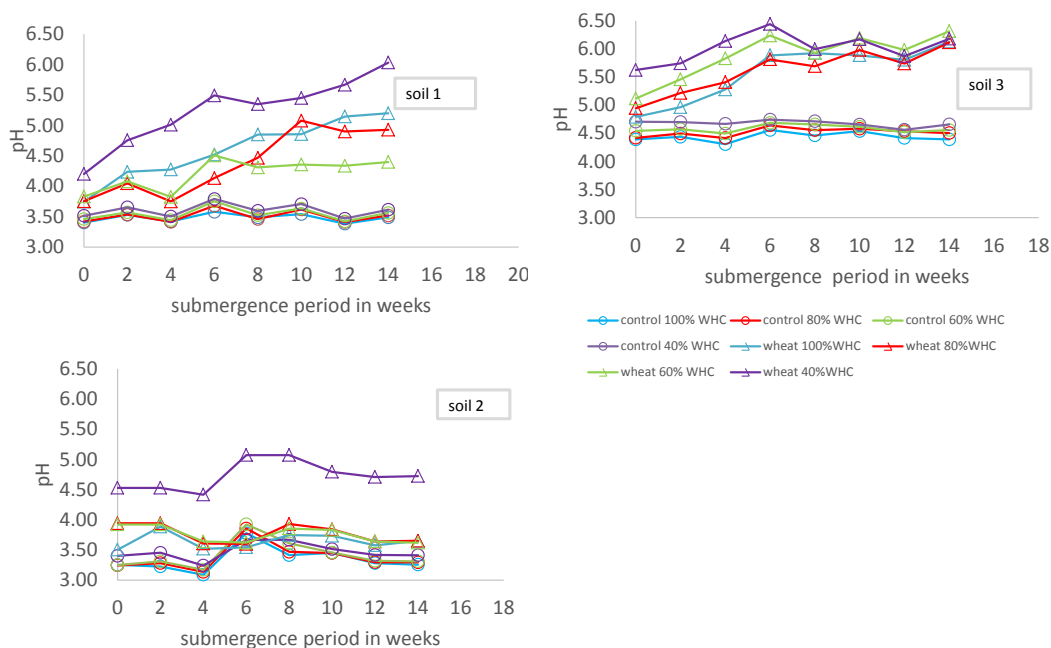 6.50
6.00
5.50
5.00
4.50
4.00
3.50
3.00
pH
0 2 4 6 8 10 12 14 16 18 20
submergence period in weeks
soil 1
6.50
6.00
5.50
5.00
4.50
4.00
3.50
3.00
pH
0 2 4 6 8 10 12 14 16 18
submergence period in weeks
soil 3
control 100% WHC control 80% WHC control 60% WHC
control 40% WHC wheat 100%WHC wheat 80%WHC
wheat 60% WHC wheat 40%WHC
6.50
6.00
5.50
5.00
4.50
4.00
3.50
3.00
pH
0 2 4 6 8 10 12 14 16 18
submergence period in weeks
soil 2